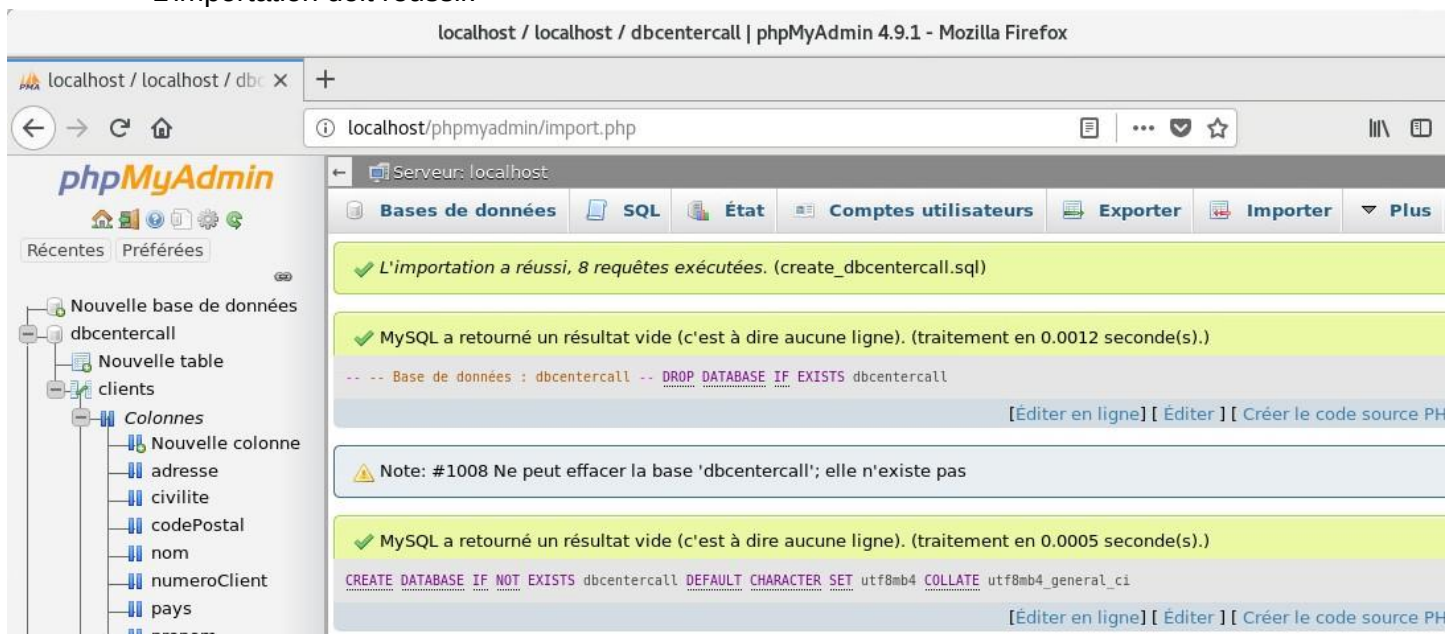 L'importation doit réussir.
localhost / localhost / dbcentercall | phpMyAdmin 4.9.1 - Mozilla Firefox
localhost / localhost / dbc
localhost/phpmyadmin/import.php
phpMyAdmin
Récentes Préférées
Nouvelle base de données
dbcentercall
Nouvelle table
clients
Colonnes
Nouvelle colonne
adresse
civilite
codePostal
nom
numeroClient
pays
prenom
Serveur: localhost
Bases de données SQL État Comptes utilisateurs Exporter Importer Plus
L'importation a réussi, 8 requêtes exécutées. (create_dbcentercall.sql)
MySQL a retourné un résultat vide (c'est à dire aucune ligne). (traitement en 0.0012 seconde(s).)
-- -- Base de données : dbcentercall -- DROP DATABASE IF EXISTS dbcentercall
[Éditer en ligne] [ Éditer ] [ Créer le code source PH
Note: #1008 Ne peut effacer la base 'dbcentercall'; elle n'existe pas
MySQL a retourné un résultat vide (c'est à dire aucune ligne). (traitement en 0.0005 seconde(s).)
CREATE DATABASE IF NOT EXISTS dbcentercall DEFAULT CHARACTER SET utf8mb4 COLLATE utf8mb4_general_ci
[Éditer en ligne] [ Éditer ] [ Créer le code source PH